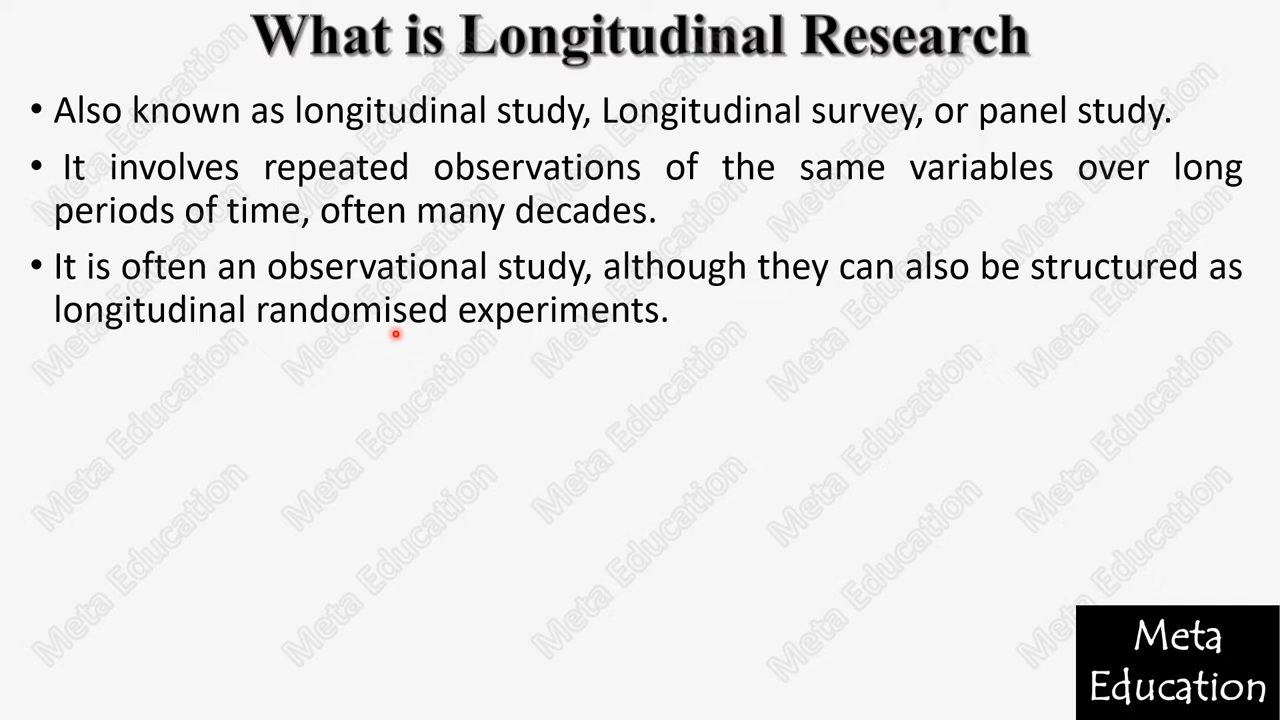 What is Longitudinal Research
• Also known as longitudinal study, Longitudinal survey, or panel study.
• It involves repeated observations of the same variables over long
periods of time, often many decades.
• It is often an observational study, although they can also be structured as
longitudinal randomised experiments.
Meta
Education